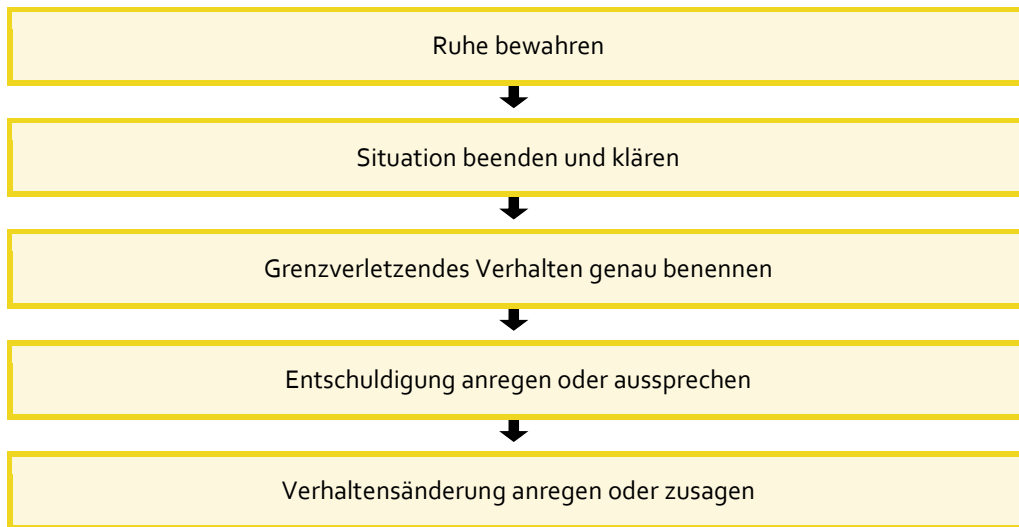 Ruhe bewahren
Situation beenden und klären
Grenzverletzendes Verhalten genau benennen
Entschuldigung anregen oder aussprechen
Verhaltensänderung anregen oder zusagen